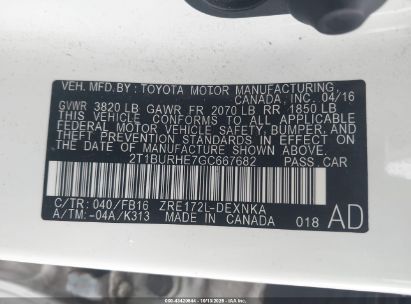 VEH. MFD. BY: TOYOTA MOTOR MANUFACTURING
CANADA, INC. 04/16
GVWR 3820 LB GAWR FR 2070 LB RR 1850 LB
THIS VEHICLE CONFORMS TO ALL APPLICABLE
FEDERAL MOTOR VEHICLE SAFETY, BUMPER, AND
THEFT PREVENTION STANDARDS IN EFFECT ON THE
DATE OF MANUFACTURE SHOWN ABOVE.
2T1BURHE7GC667682 PASS. CAR
C/TR: 040/FB16 ZRE172L-DEXNKA
A/TM: -04A/K313 MADE IN CANADA 018 AD